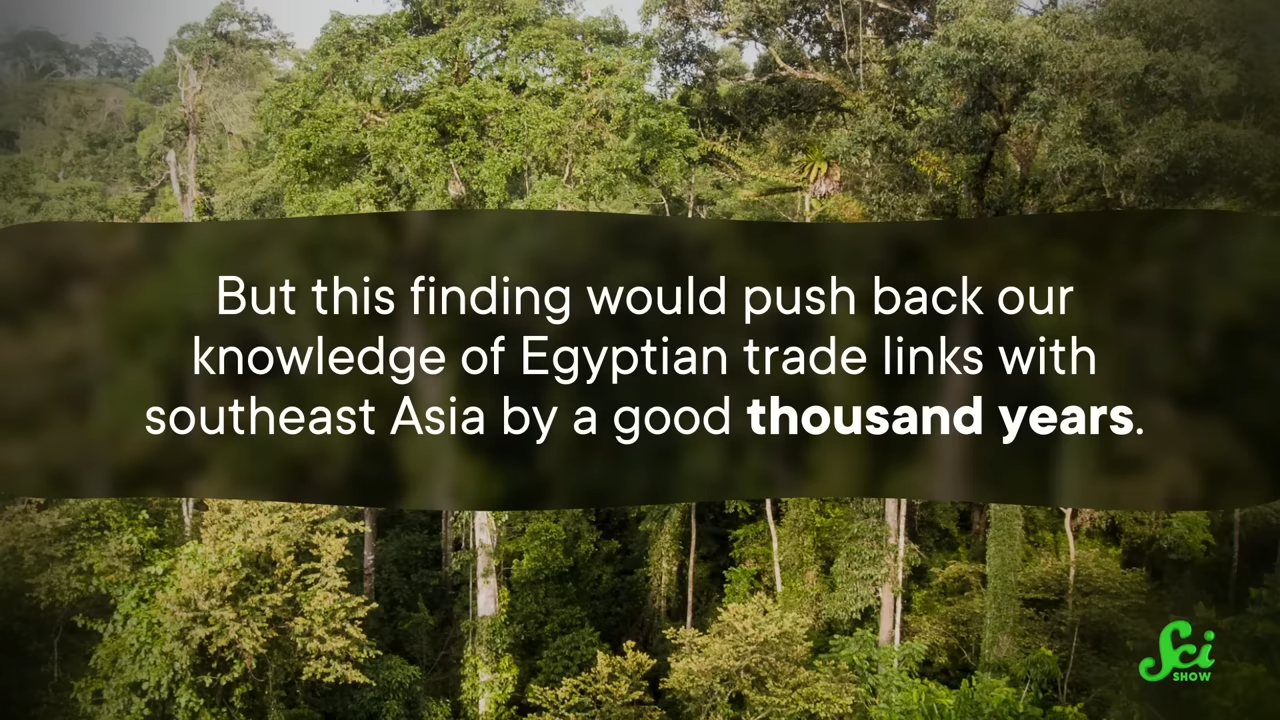 But this finding would push back our
knowledge of Egyptian trade links with
southeast Asia by a good thousand years.
Sci
SHOW